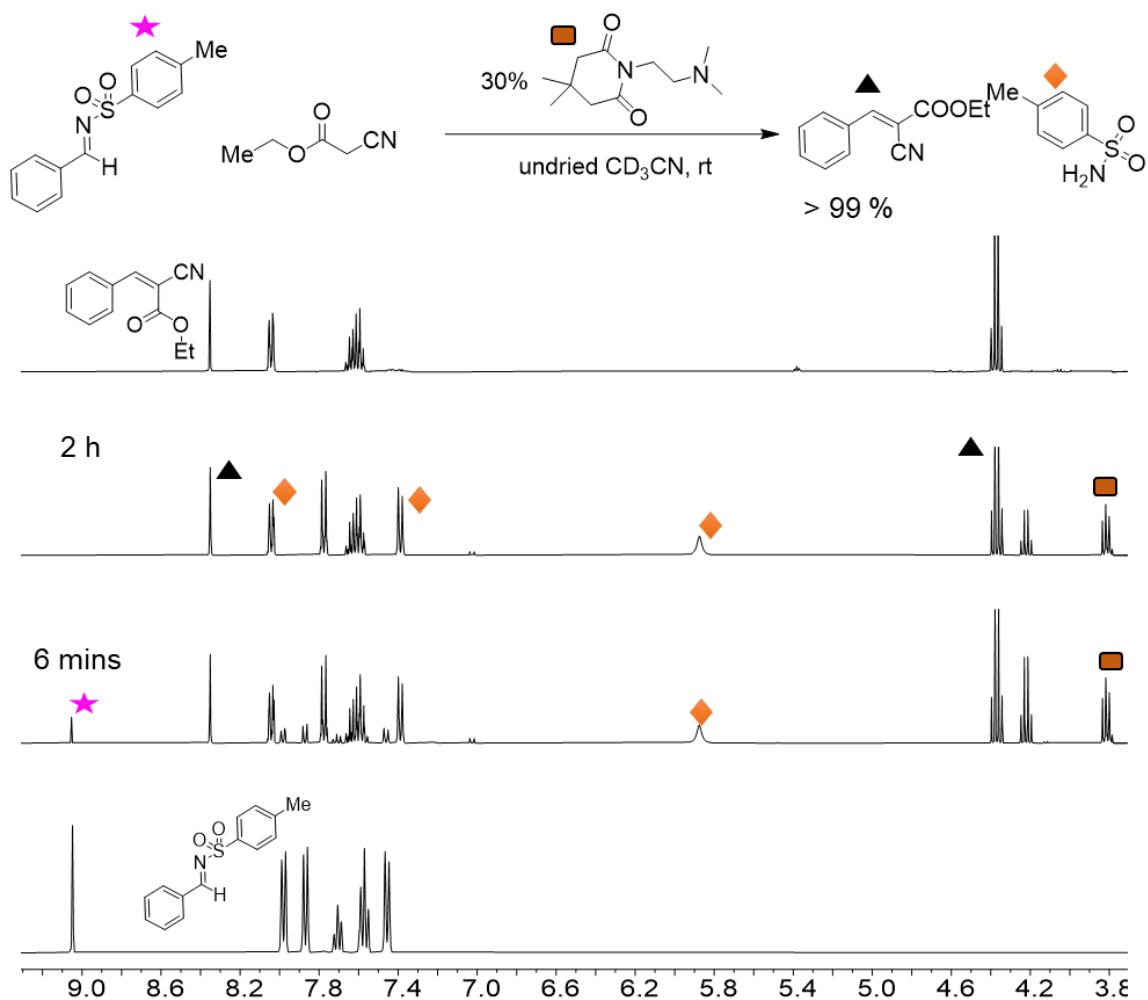 Me
O O
S
N
H
Me O
O
CN
30%
O
N
N
O
undried CD3CN, rt
COOEt
CN
> 99 %
Me
S O
O
H2N
CN
O O
Et
2 h
6 mins
Me
O O
S
N
H
9.0 8.6 8.2 7.8 7.4 7.0 6.6 6.2 5.8 5.4 5.0 4.6 4.2 3.8